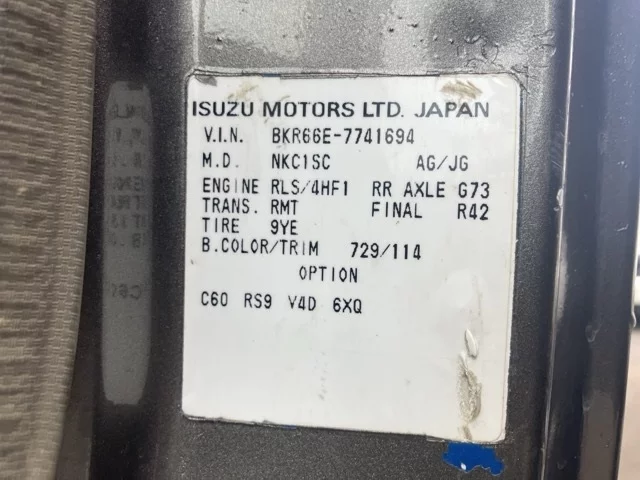 ISUZU MOTORS LTD. JAPAN
V.I.N. BKR66E-7741694
M.D. NKC1SC AG/JG
ENGINE RLS/4HF1 RR AXLE G73
TRANS. RMT FINAL R42
TIRE 9YE
B.COLOR/TRIM 729/114
OPTION
C60 RS9 V4D 6XQ